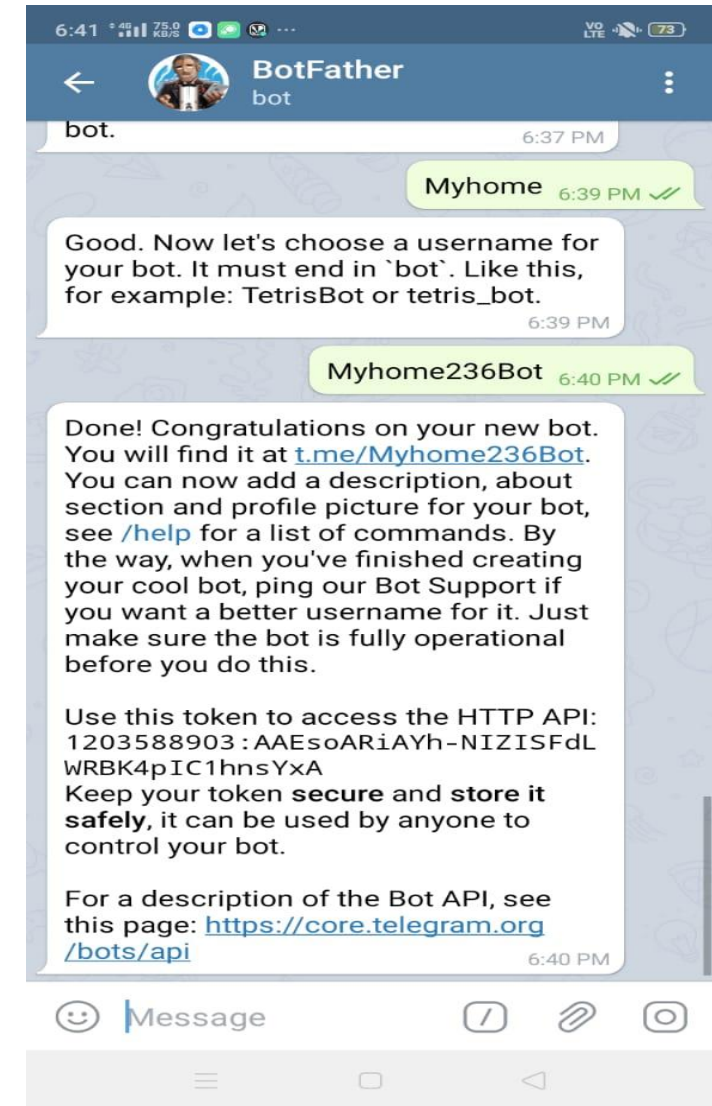 6:41 4G 75.0 KB/S ... VO LTE 73
BotFather
bot
bot.
6:37 PM
Myhome 6:39 PM
Good. Now let's choose a username for
your bot. It must end in `bot`. Like this,
for example: TetrisBot or tetris_bot.
6:39 PM
Myhome236Bot 6:40 PM
Done! Congratulations on your new bot.
You will find it at t.me/Myhome236Bot.
You can now add a description, about
section and profile picture for your bot,
see /help for a list of commands. By
the way, when you've finished creating
your cool bot, ping our Bot Support if
you want a better username for it. Just
make sure the bot is fully operational
before you do this.
Use this token to access the HTTP API:
1203588903:AAEsoARiAYh-NIZISFdL
WRBK4pIC1hnsYxA
Keep your token secure and store it
safely, it can be used by anyone to
control your bot.
For a description of the Bot API, see
this page: https://core.telegram.org
/bots/api
6:40 PM
Message